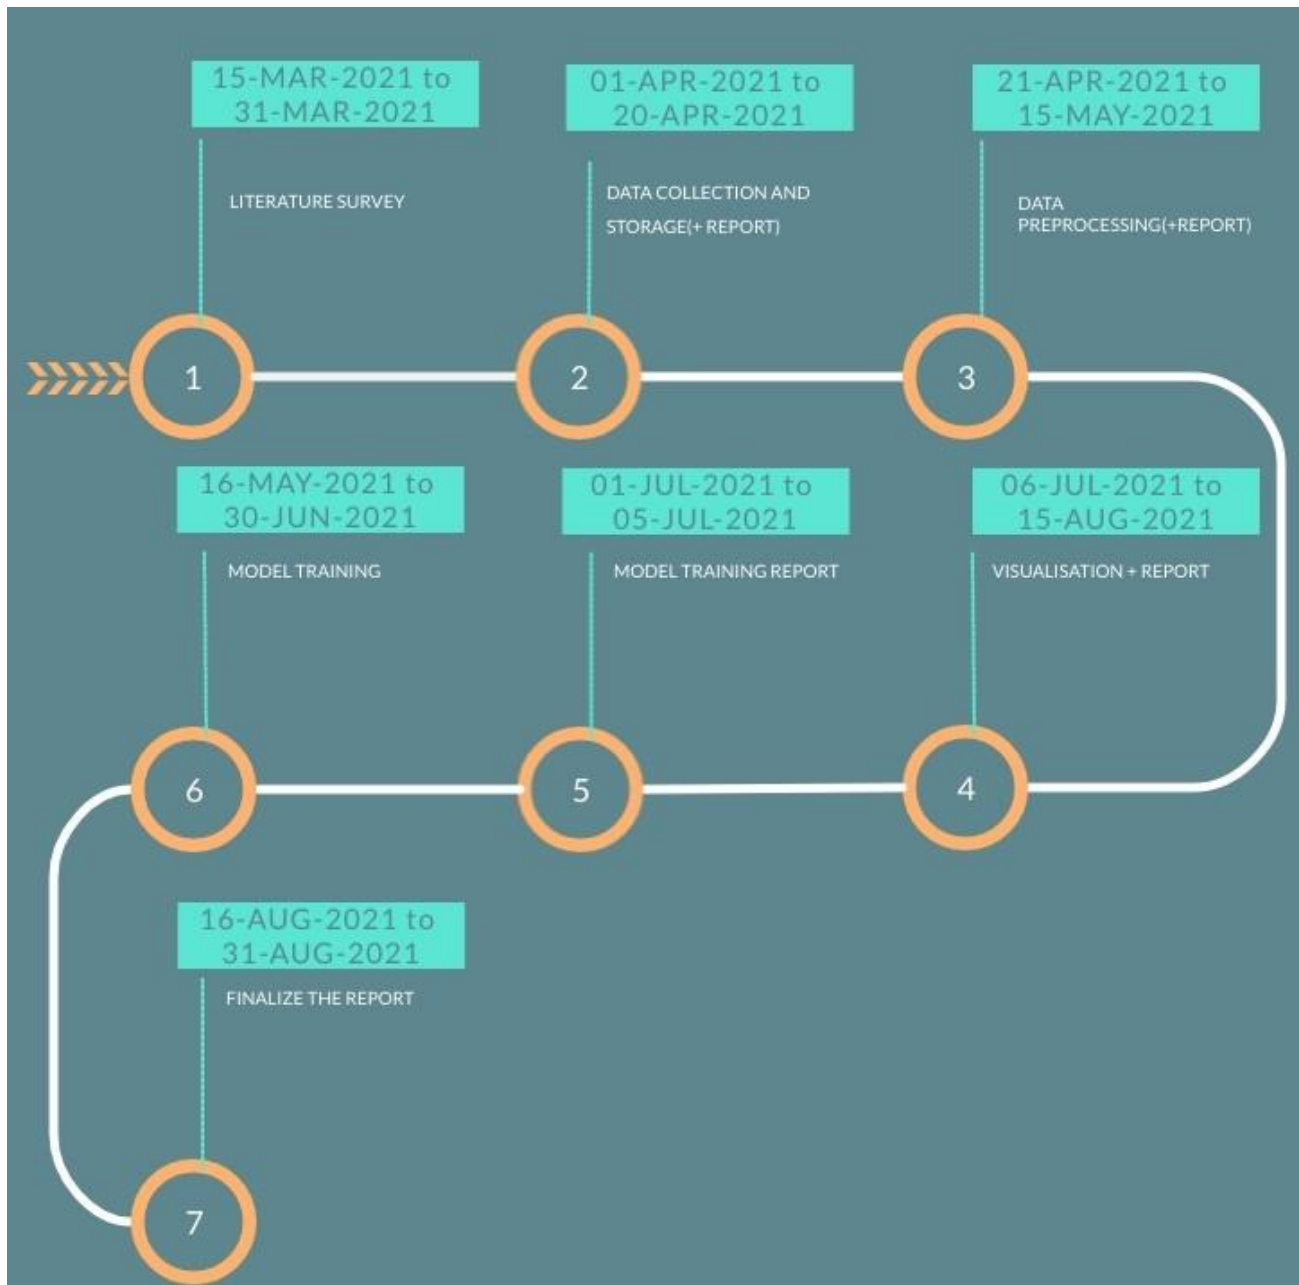 15-MAR-2021 to
31-MAR-2021
LITERATURE SURVEY
1
01-APR-2021 to
20-APR-2021
DATA COLLECTION AND
STORAGE(+ REPORT)
2
21-APR-2021 to
15-MAY-2021
DATA
PREPROCESSING(+REPORT)
3
16-MAY-2021 to
30-JUN-2021
MODEL TRAINING
6
01-JUL-2021 to
05-JUL-2021
MODEL TRAINING REPORT
5
06-JUL-2021 to
15-AUG-2021
VISUALISATION + REPORT
4
16-AUG-2021 to
31-AUG-2021
FINALIZE THE REPORT
7